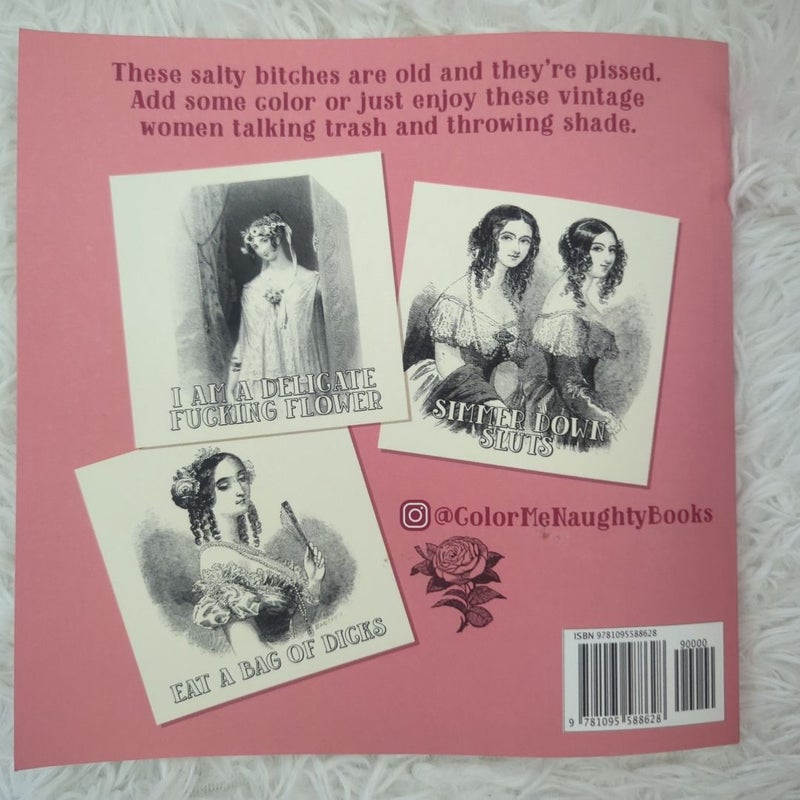 These salty bitches are old and they're pissed.
Add some color or just enjoy these vintage
women talking trash and throwing shade.
I AM A DELICATE
FUCKING FLOWER
SIMMER DOWN
SLUTS
EAT A BAG OF DICKS
@ColorMeNaughtyBooks
ISBN 9781095588628
90000
9 781095 588628